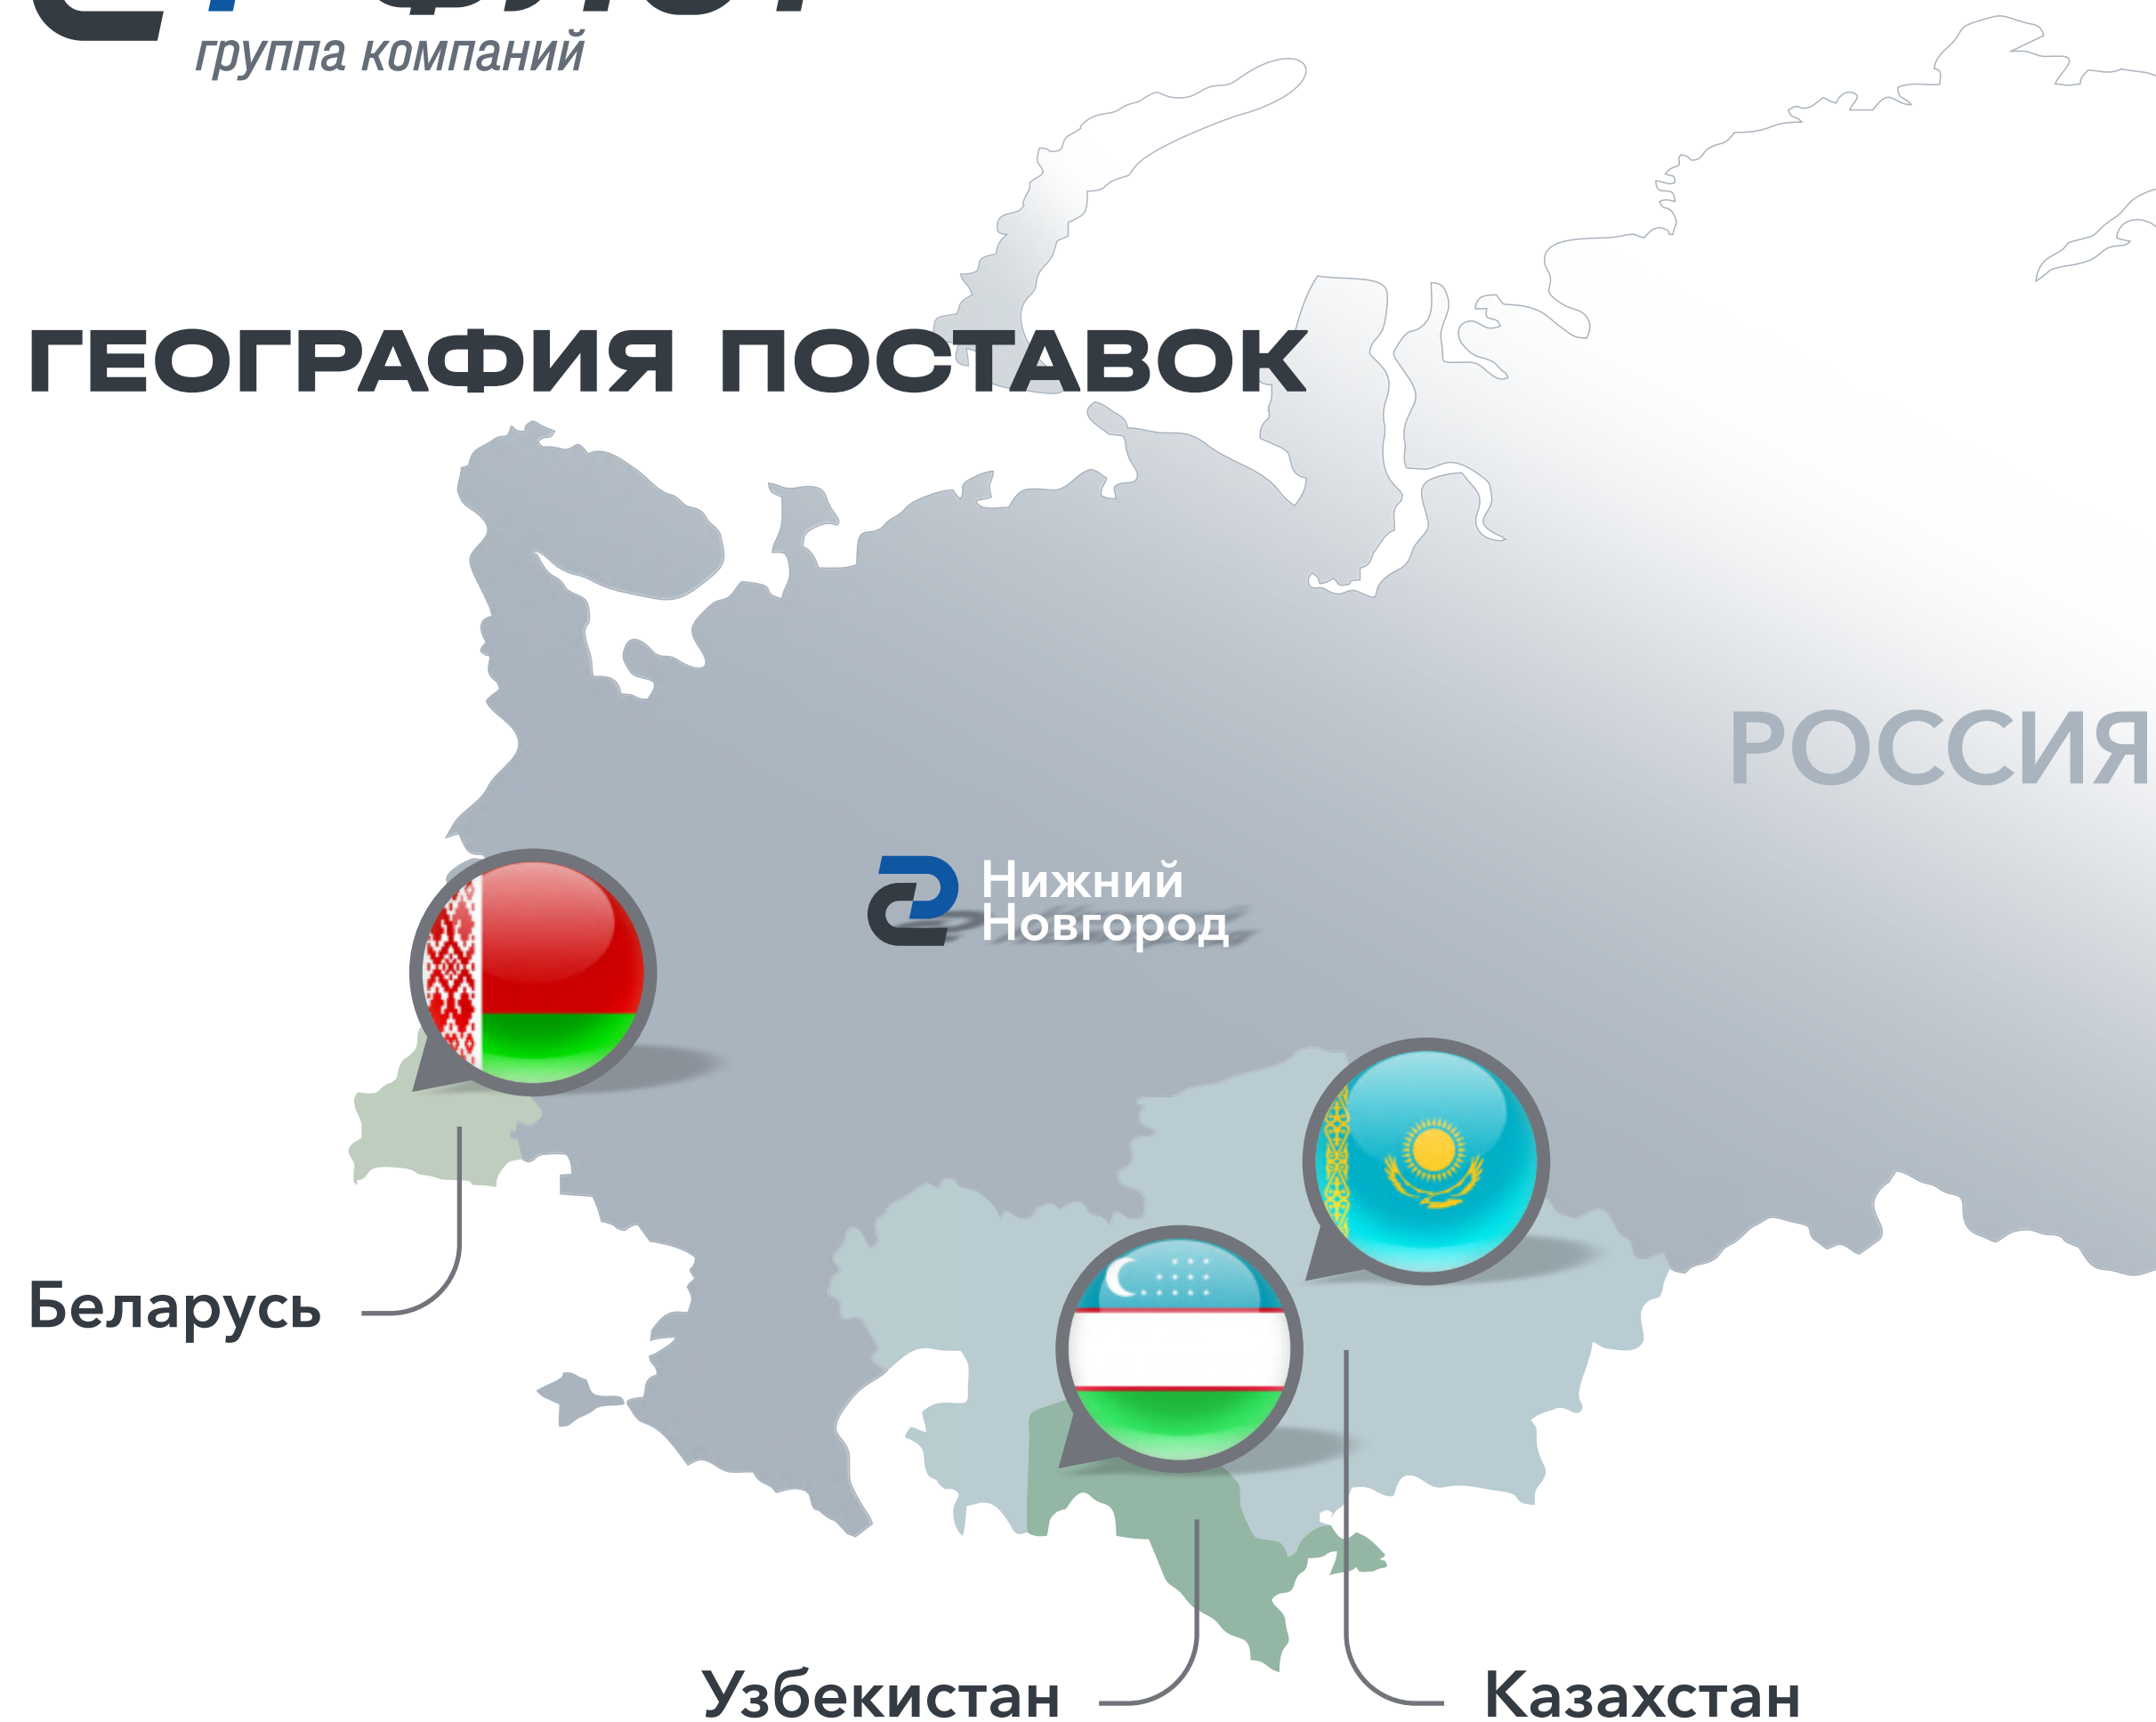 группа компаний
ГЕОГРАФИЯ ПОСТАВОК
РОССИЯ
Нижний
Новгород
Беларусь
Узбекистан
Казахстан